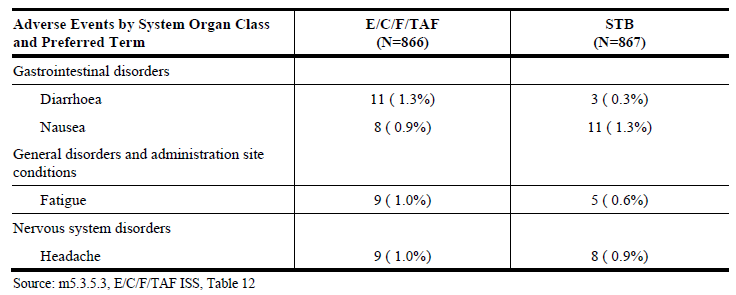 Adverse Events by System Organ Class and Preferred Term E/C/F/TAF (N=866) STB (N=867)
Gastrointestinal disorders
Diarrhoea 11 ( 1.3%) 3 ( 0.3%)
Nausea 8 ( 0.9%) 11 ( 1.3%)
General disorders and administration site conditions
Fatigue 9 ( 1.0%) 5 ( 0.6%)
Nervous system disorders
Headache 9 ( 1.0%) 8 ( 0.9%)
Source: m5.3.5.3, E/C/F/TAF ISS, Table 12